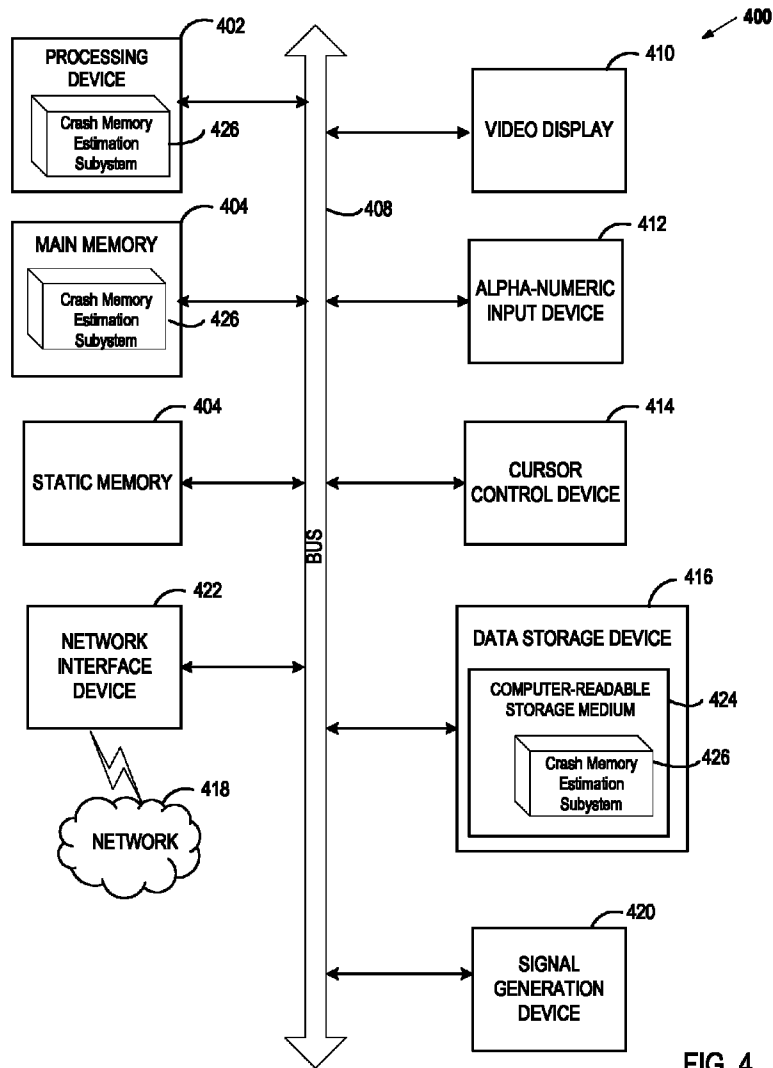 400
402
PROCESSING
DEVICE
Crash Memory
Estimation
Subystem
426
410
VIDEO DISPLAY
408
404
MAIN MEMORY
Crash Memory
Estimation
Subsystem
426
412
ALPHA-NUMERIC
INPUT DEVICE
404
STATIC MEMORY
414
CURSOR
CONTROL DEVICE
BUS
422
NETWORK
INTERFACE
DEVICE
418
NETWORK
416
DATA STORAGE DEVICE
COMPUTER-READABLE
STORAGE MEDIUM
424
Crash Memory
Estimation
Subsystem
426
420
SIGNAL
GENERATION
DEVICE
FIG. 4